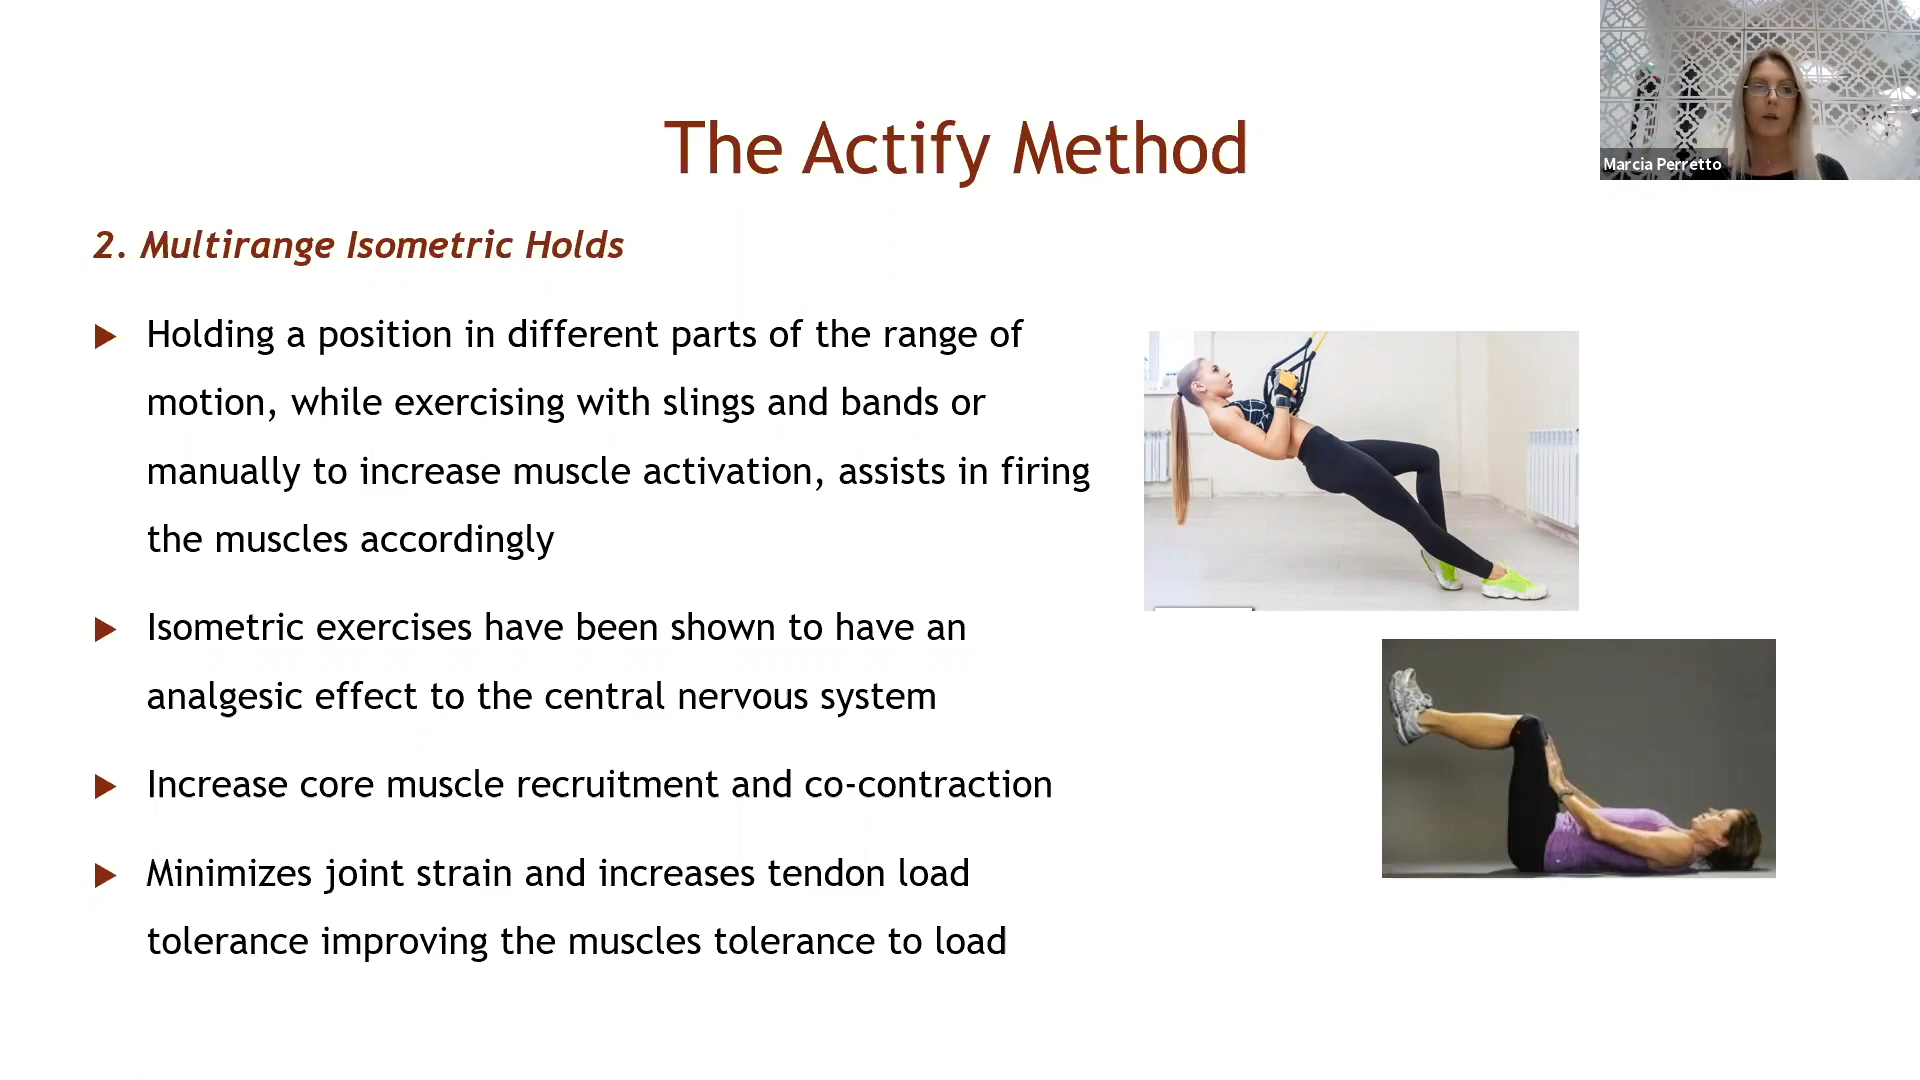 The Actify Method
Marcia Perretto
2. Multirange Isometric Holds
Holding a position in different parts of the range of
motion, while exercising with slings and bands or
manually to increase muscle activation, assists in firing
the muscles accordingly
Isometric exercises have been shown to have an
analgesic effect to the central nervous system
Increase core muscle recruitment and co-contraction
Minimizes joint strain and increases tendon load
tolerance improving the muscles tolerance to load